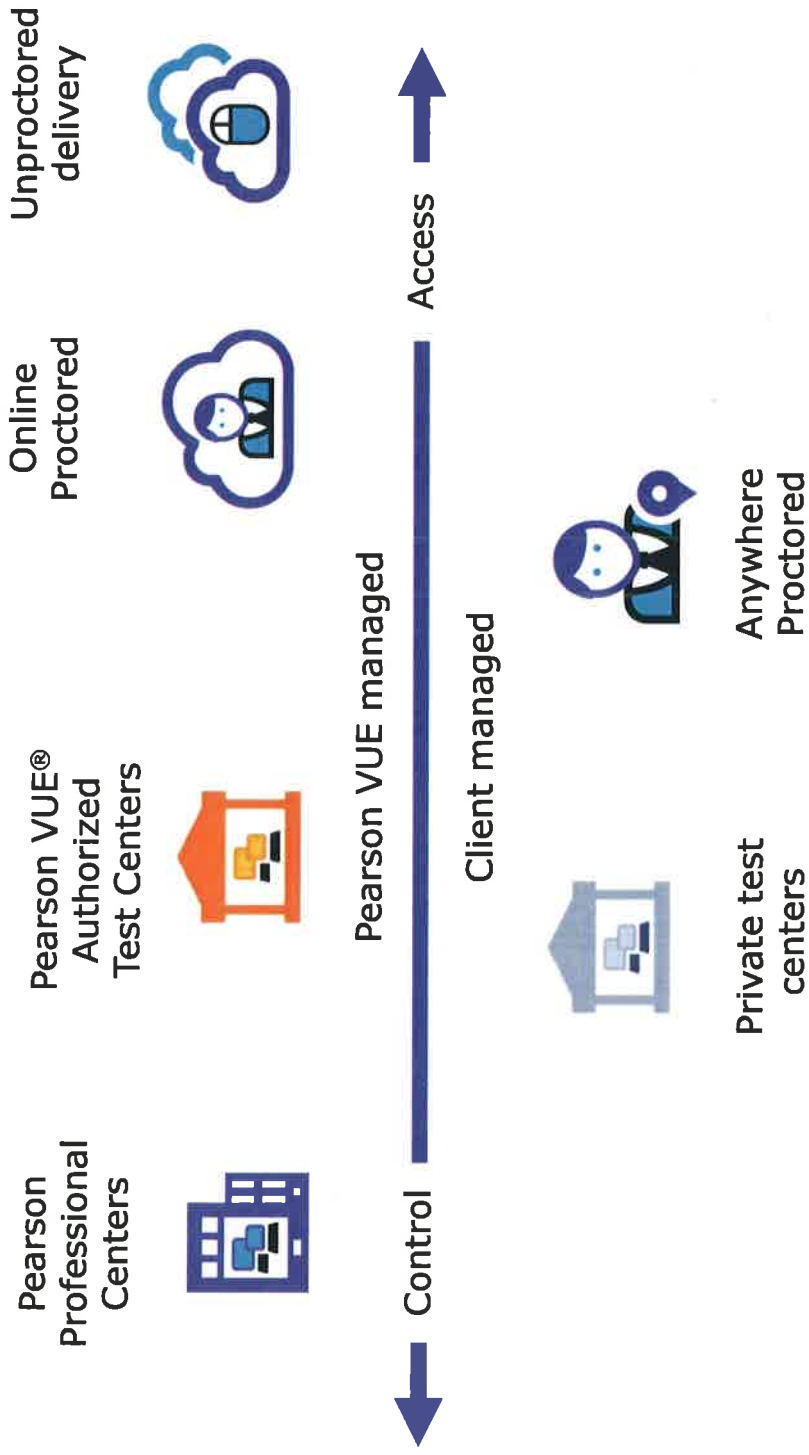 Pearson
Professional
Centers
Pearson VUE®
Authorized
Test Centers
Online
Proctored
Unproctored
delivery
Pearson VUE managed
Control
Access
Client managed
Private test
centers
Anywhere
Proctored